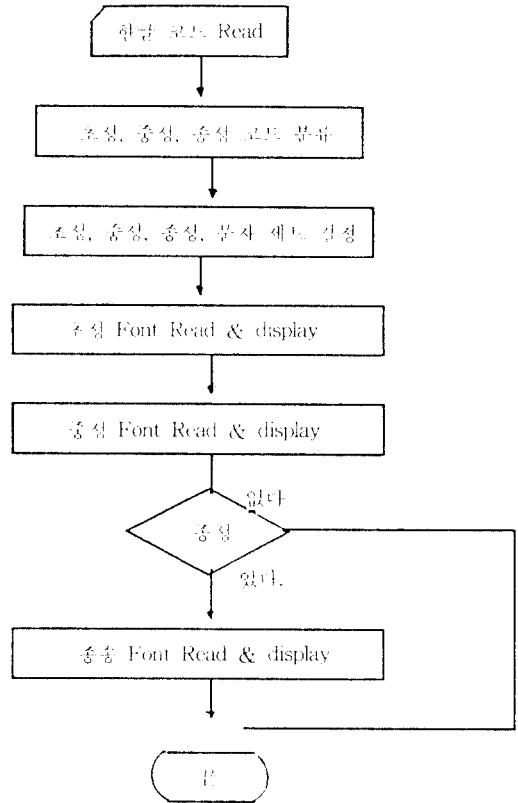 한글 코드 Read
초성, 중성, 종성 코드 분류
초성, 중성, 종성, 문자 세트 결정
초성 Font Read & display
중성 Font Read & display
없다
종성
있다.
종송 Font Read & display
끝